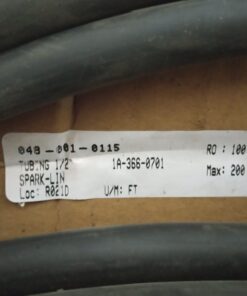 048-001-0115
TUBING 1/2" 1A-366-0701 RO: 100
SPARK-LIN Max: 200
Loc: R021D U/M: FT